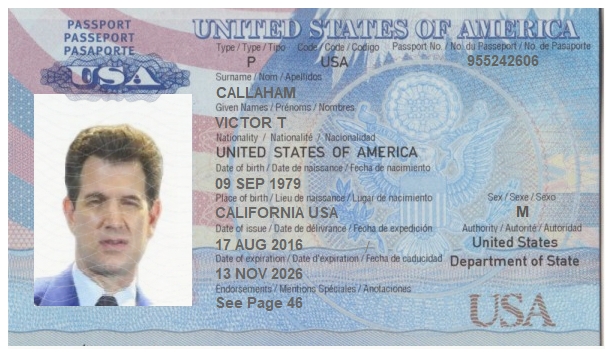 PASSPORT
PASSEPORT
PASAPORTE
USA
UNITED STATES OF AMERICA
Type / Type / Tipo Code / Code / Codigo Passport No. / No. du Passeport / No. de Pasaporte
P USA 955242606
Surname / Nom / Apellidos
CALLAHAM
Given Names / Prénoms / Nombres
VICTOR T
Nationality / Nationalité / Nacionalidad
UNITED STATES OF AMERICA
Date of birth / Date de naissance / Fecha de nacimiento
09 SEP 1979
Place of birth / Lieu de naissance / Lugar de nacimiento Sex / Sexe / Sexo
CALIFORNIA USA M
Date of issue / Date de délivrance / Fecha de expedición Authority / Autorité / Autoridad
17 AUG 2016 United States
Date of expiration / Date d'expiration / Fecha de caducidad Department of State
13 NOV 2026
Endorsements / Mentions Spéciales / Anotaciones
See Page 46
USA